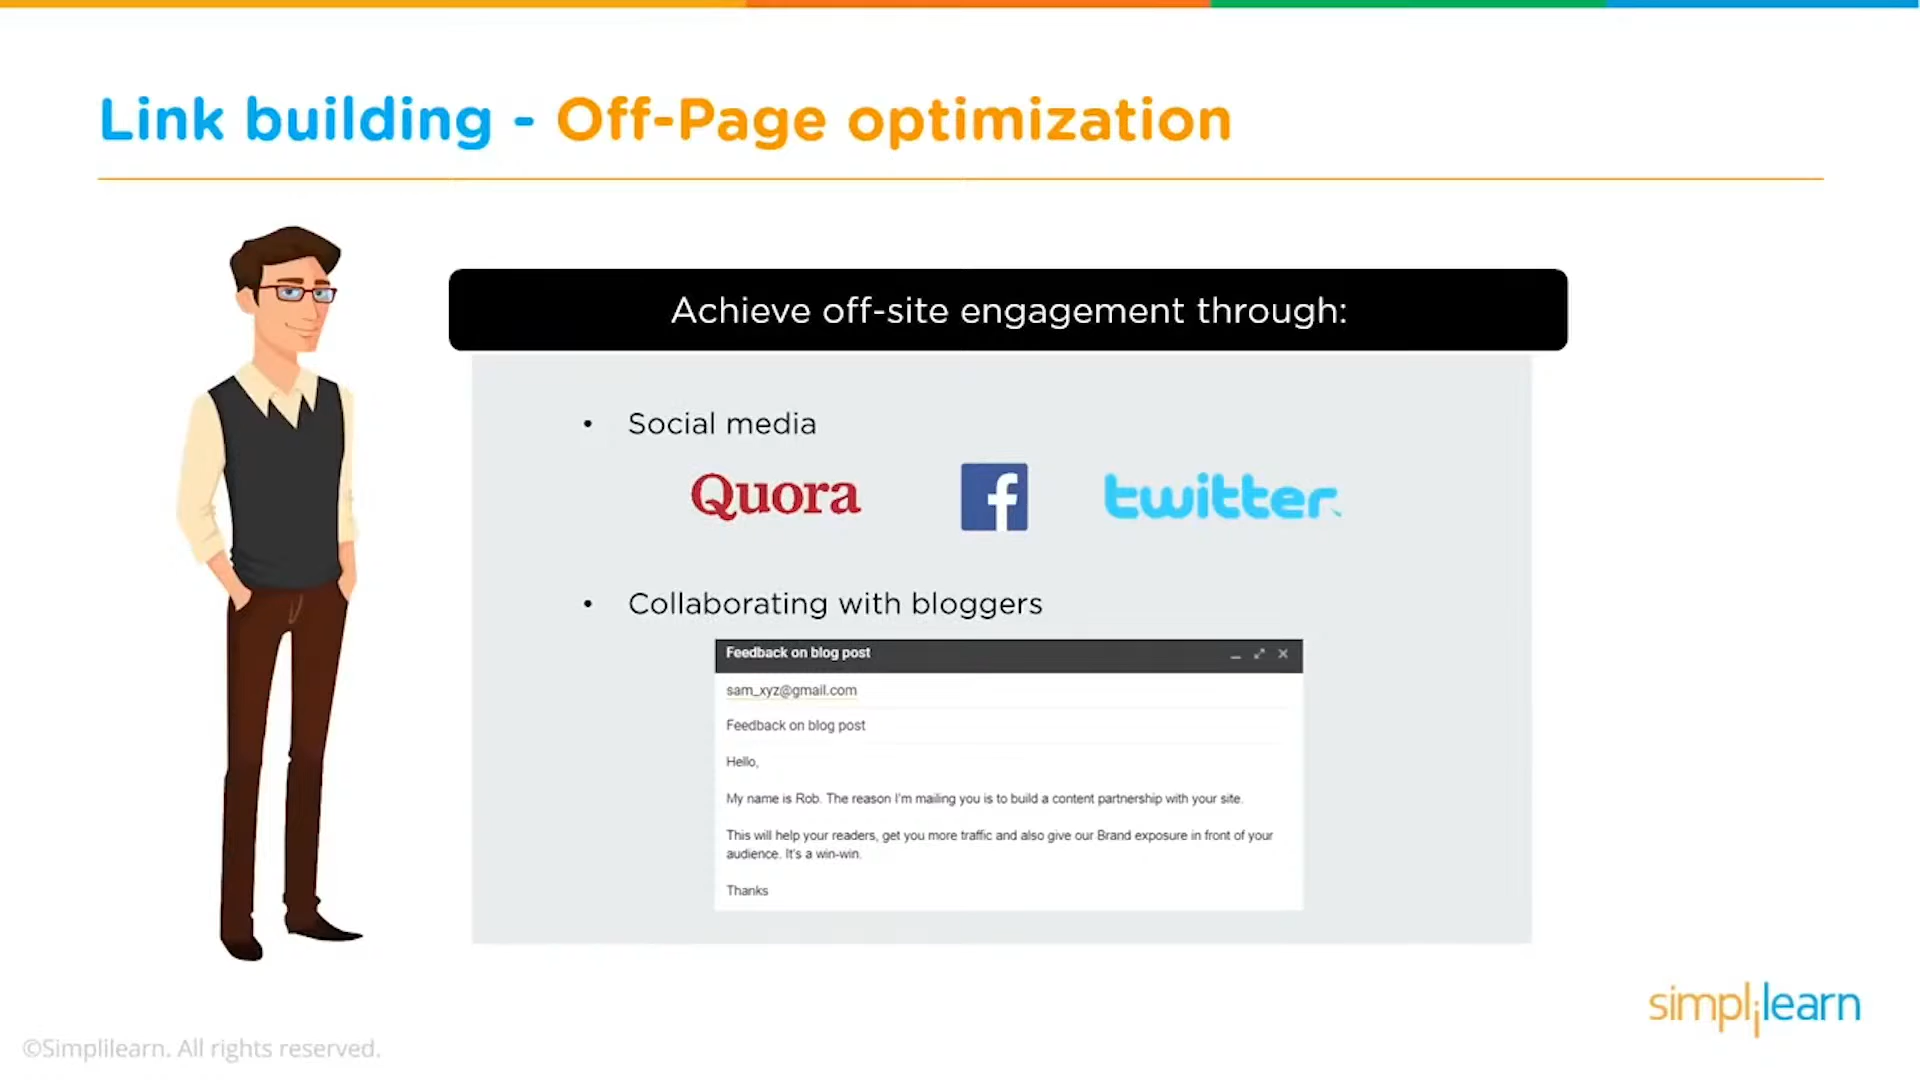 Link building - Off-Page optimization
Achieve off-site engagement through:
• Social media
Quora f twitter
• Collaborating with bloggers
Feedback on blog post
sam_xyz@gmail.com
Feedback on blog post
Hello,
My name is Rob. The reason I'm mailing you is to build a content partnership with your site.
This will help your readers, get you more traffic and also give our Brand exposure in front of your
audience. It's a win-win.
Thanks
simplilearn
©Simplilearn. All rights reserved.